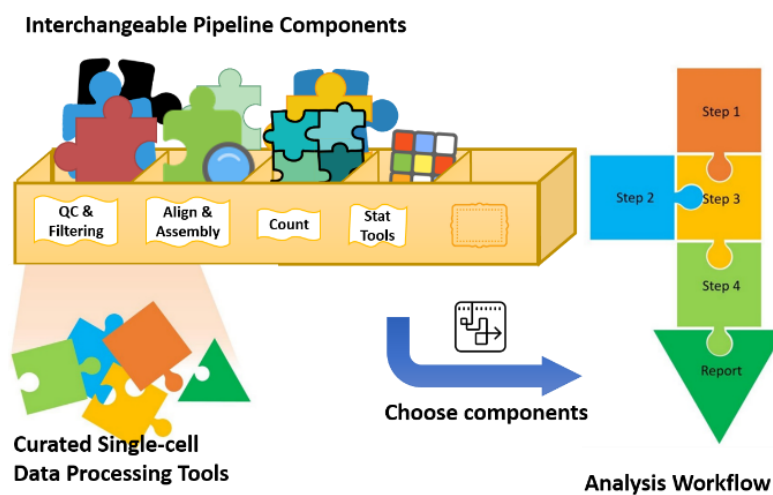 Interchangeable Pipeline Components
QC &
Filtering
Align &
Assembly
Count
Stat
Tools
Step 1
Step 2
Step 3
Step 4
Report
Choose components
Curated Single-cell
Data Processing Tools
Analysis Workflow